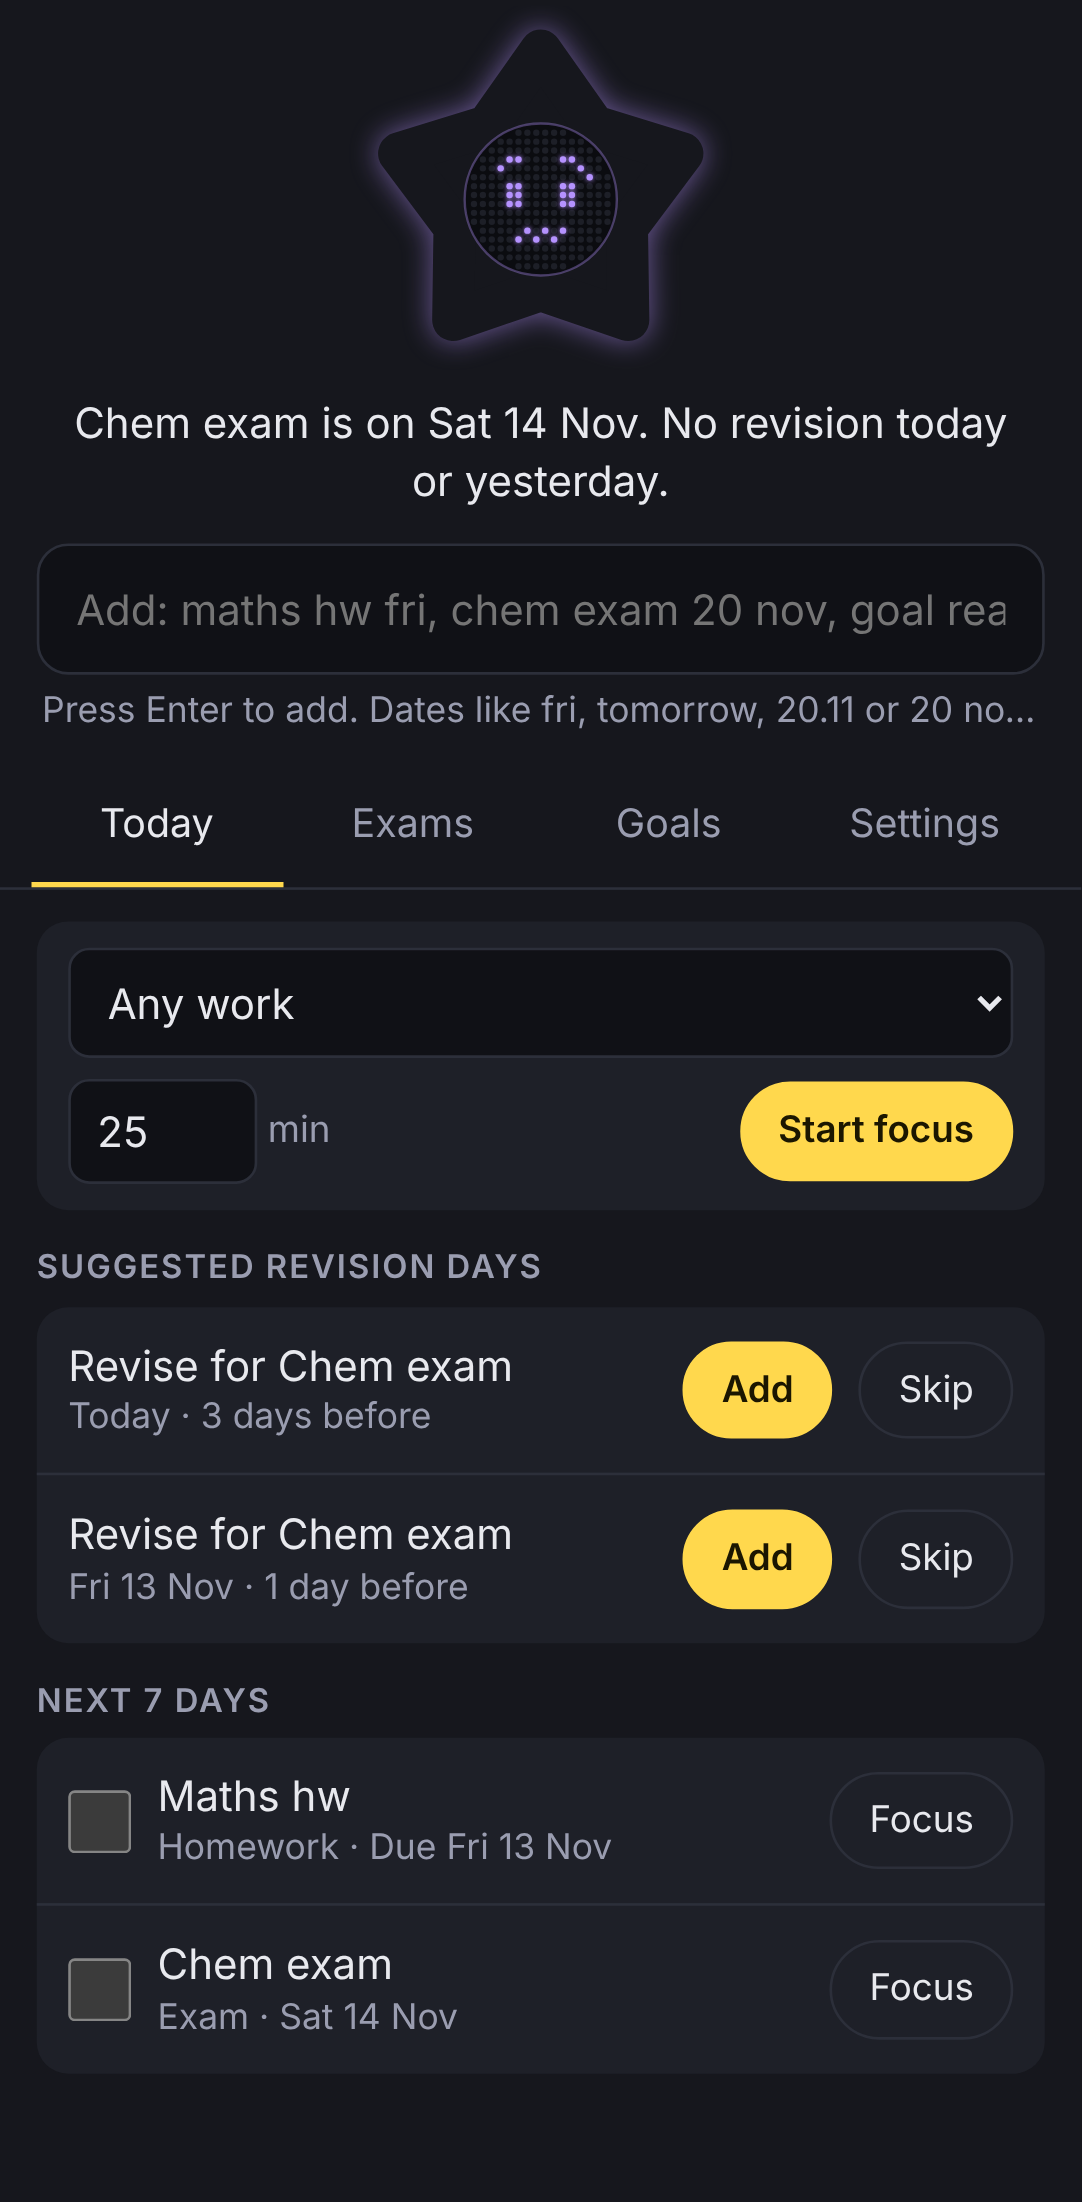 Chem exam is on Sat 14 Nov. No revision today
or yesterday.
Add: maths hw fri, chem exam 20 nov, goal rea
Press Enter to add. Dates like fri, tomorrow, 20.11 or 20 no...
Today Exams Goals Settings
Any work
25 min Start focus
SUGGESTED REVISION DAYS
Revise for Chem exam
Today · 3 days before
Add Skip
Revise for Chem exam
Fri 13 Nov · 1 day before
Add Skip
NEXT 7 DAYS
Maths hw
Homework · Due Fri 13 Nov
Focus
Chem exam
Exam · Sat 14 Nov
Focus